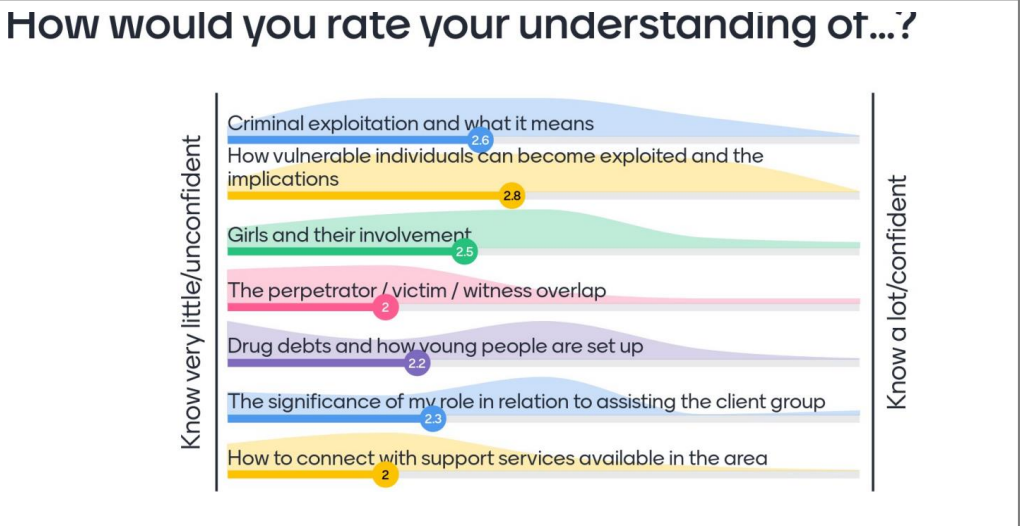 How would you rate your understanding of...?
Know very little/unconfident
Criminal exploitation and what it means
2.6
How vulnerable individuals can become exploited and the
implications
2.8
Girls and their involvement
2.5
The perpetrator / victim / witness overlap
2
Drug debts and how young people are set up
2.2
The significance of my role in relation to assisting the client group
2.3
How to connect with support services available in the area
2
Know a lot/confident